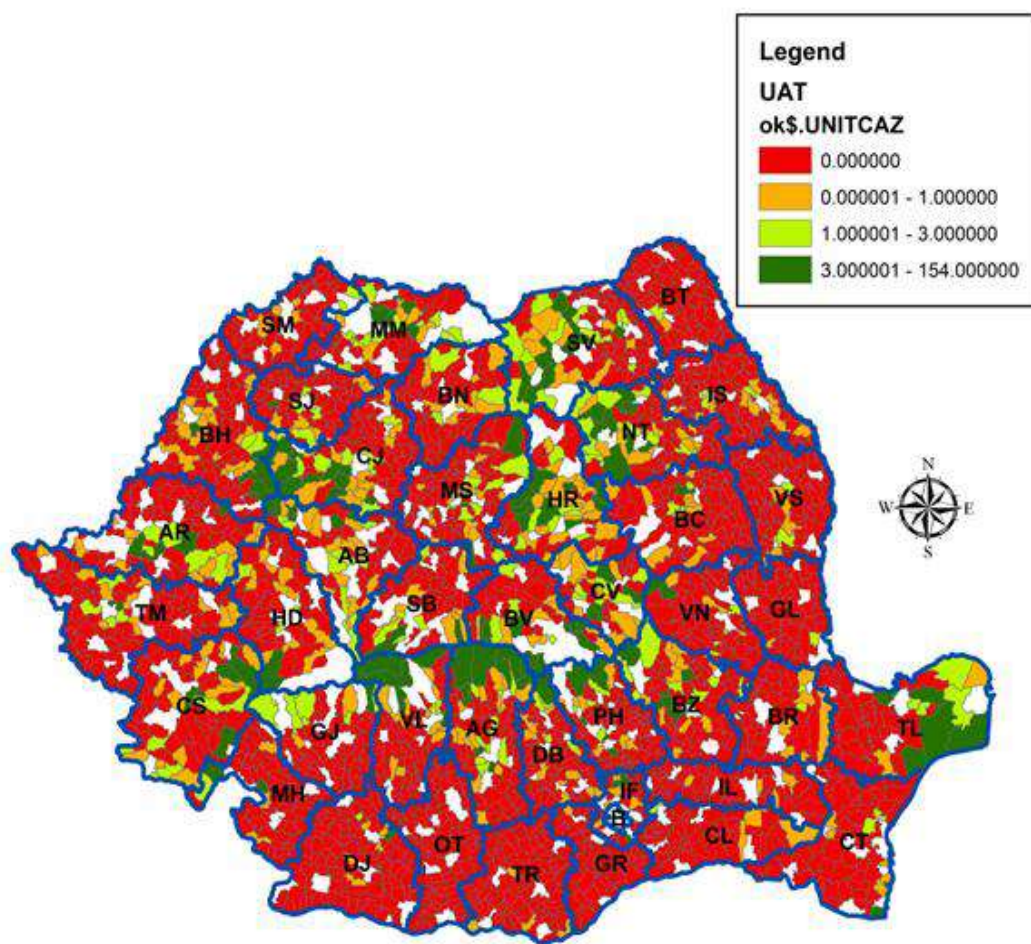 Legend
UAT
ok$.UNITCAZ
0.000000
0.000001 - 1.000000
1.000001 - 3.000000
3.000001 - 154.000000
BT
SM
MM
SV
BN
SJ
IS
BH
NT
CJ
MS
HR
VS
BC
AR
AB
SB
CV
TM
HD
BV
VN
GL
CS
GJ
VL
AG
PH
BZ
BR
TL
DB
MH
IF
IL
B
DJ
OT
CL
CT
TR
GR
N
W
E
S